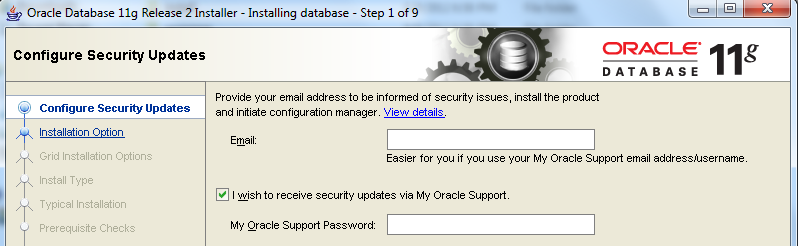 Oracle Database 11g Release 2 Installer - Installing database - Step 1 of 9
Configure Security Updates
ORACLE
DATABASE 11g
Configure Security Updates
Installation Option
Grid Installation Options
Install Type
Typical Installation
Prerequisite Checks
Provide your email address to be informed of security issues, install the product
and initiate configuration manager. View details.
Email:
Easier for you if you use your My Oracle Support email address/username.
I wish to receive security updates via My Oracle Support.
My Oracle Support Password: